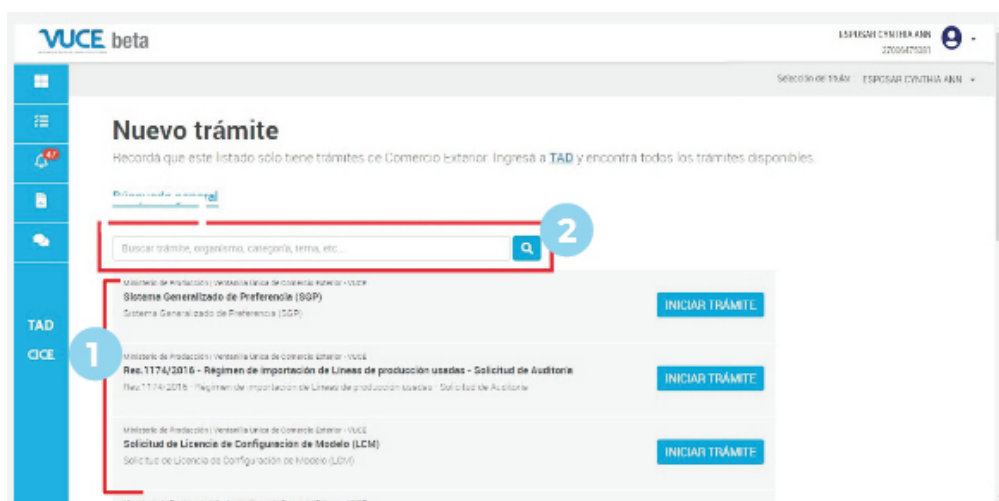 VUCE beta
ESPOSAR CYNTHIA ANN
Selección del titular ESPOSAR CYNTHIA ANN
Nuevo trámite
47
Recordá que este listado sólo tiene trámites de Comercio Exterior. Ingresá a TAD y encontrá todos los trámites disponibles.
Búsqueda general
2
Buscar trámite, organismo, categoría, tema, etc...
Ministerio de Producción | Ventanilla Única de Comercio Exterior - VUCE
Sistema Generalizado de Preferencia (SGP)
INICIAR TRÁMITE
Sistema Generalizado de Preferencia (SGP)
TAD
CICE
1
Ministerio de Producción | Ventanilla Única de Comercio Exterior - VUCE
Res.1174/2016 - Régimen de importación de Líneas de producción usadas - Solicitud de Auditoría
INICIAR TRÁMITE
Res.1174/2016 - Régimen de importación de Líneas de producción usadas - Solicitud de Auditoría
Ministerio de Producción | Ventanilla Única de Comercio Exterior - VUCE
Solicitud de Licencia de Configuración de Modelo (LCM)
INICIAR TRÁMITE
Solicitud de Licencia de Configuración de Modelo (LCM)